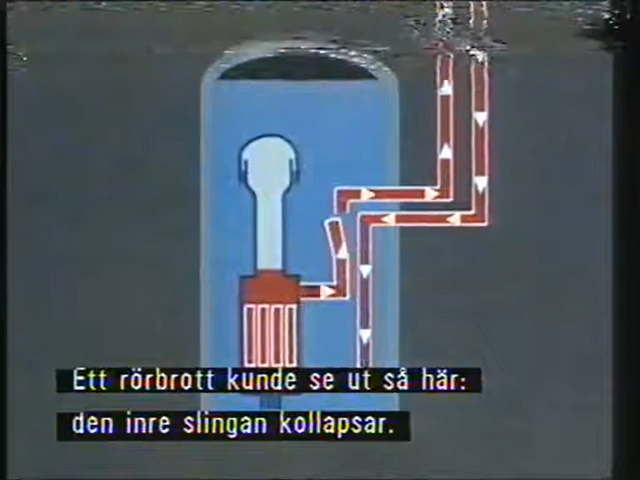 Ett rörbrott kunde se ut så här:
den inre slingan kollapsar.